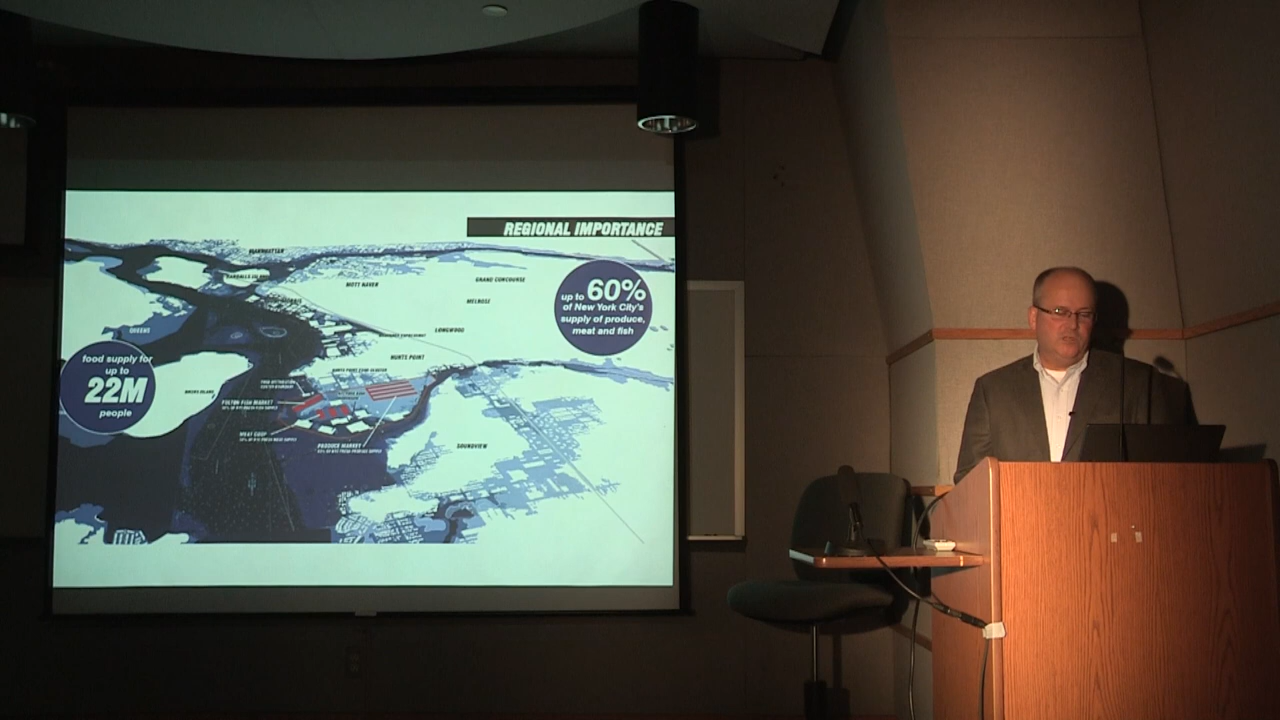 REGIONAL IMPORTANCE
MANHATTAN
RANDALLS ISLAND
MOTT HAVEN
GRAND CONCOURSE
MELROSE
up to 60%
of New York City's
supply of produce,
meat and fish
LONGWOOD
HUNTS POINT
food supply for
up to
22M
people
FULTON FISH MARKET
MEAT COOP
PRODUCE MARKET
SOUNDVIEW